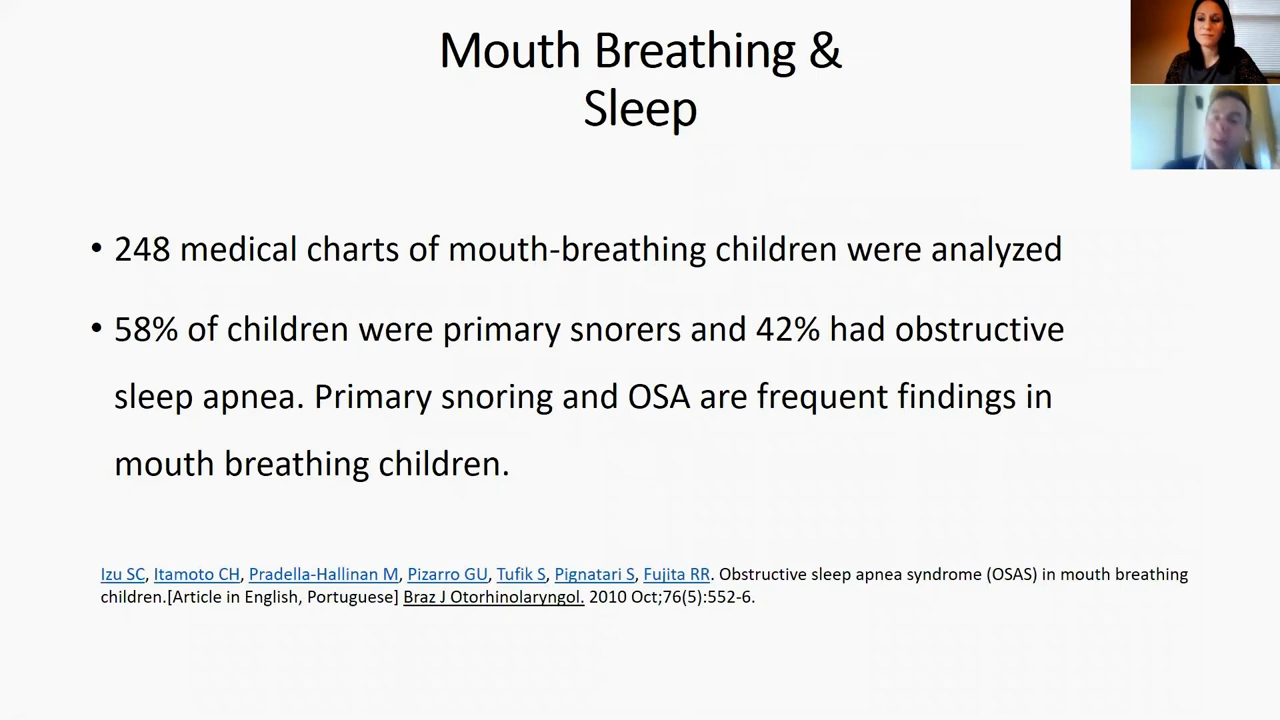 Mouth Breathing &
Sleep
• 248 medical charts of mouth-breathing children were analyzed
• 58% of children were primary snorers and 42% had obstructive
sleep apnea. Primary snoring and OSA are frequent findings in
mouth breathing children.
Izu SC, Itamoto CH, Pradella-Hallinan M, Pizarro GU, Tufik S, Pignatari S, Fujita RR. Obstructive sleep apnea syndrome (OSAS) in mouth breathing
children.[Article in English, Portuguese] Braz J Otorhinolaryngol. 2010 Oct;76(5):552-6.